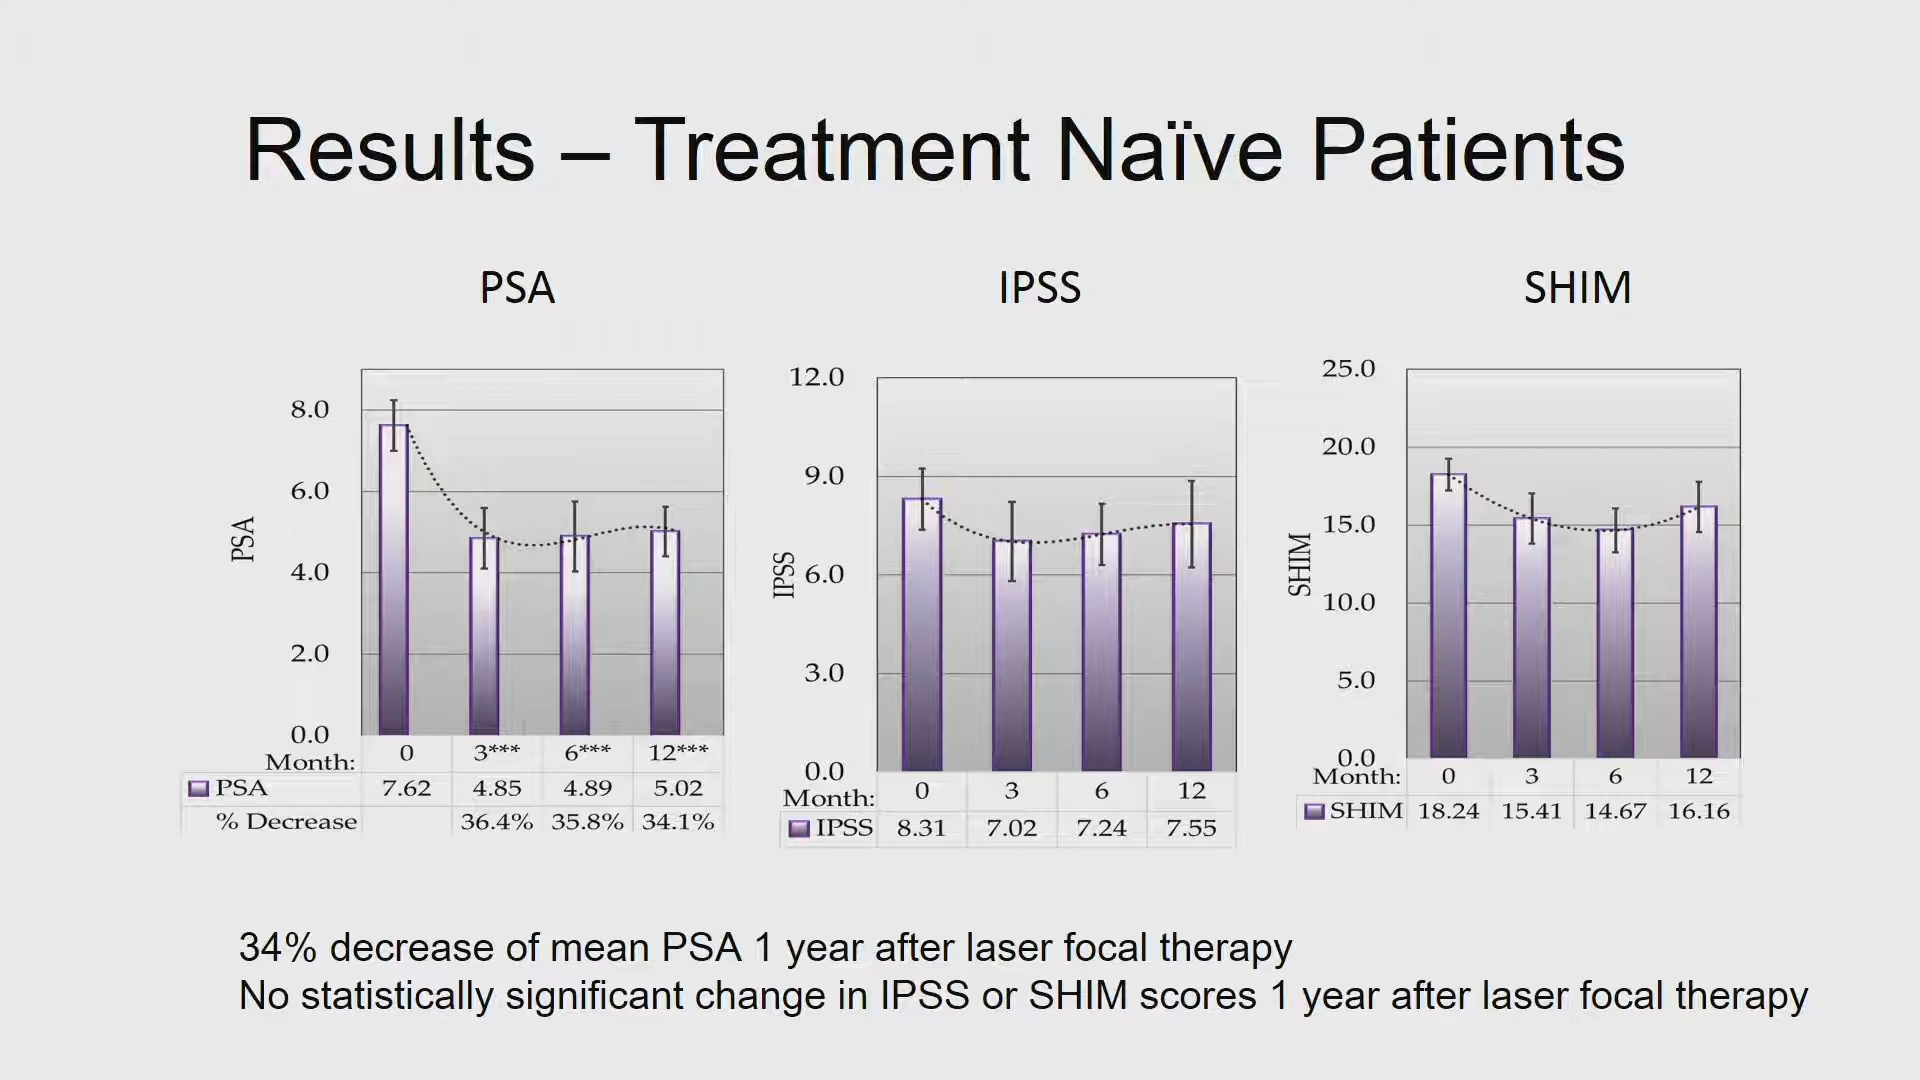 Results – Treatment Naïve Patients
PSA
IPSS
SHIM
PSA
8.0
6.0
4.0
2.0
0.0
Month: 0 3*** 6*** 12***
PSA 7.62 4.85 4.89 5.02
% Decrease 36.4% 35.8% 34.1%
IPSS
12.0
9.0
6.0
3.0
0.0
Month: 0 3 6 12
IPSS 8.31 7.02 7.24 7.55
SHIM
25.0
20.0
15.0
10.0
5.0
0.0
Month: 0 3 6 12
SHIM 18.24 15.41 14.67 16.16
34% decrease of mean PSA 1 year after laser focal therapy
No statistically significant change in IPSS or SHIM scores 1 year after laser focal therapy